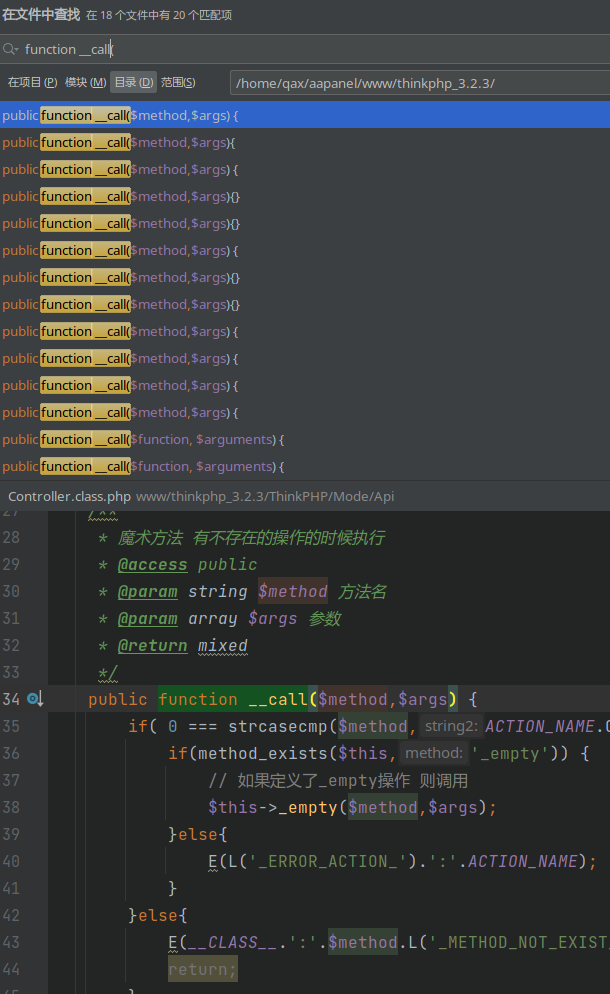 在文件中查找 在 18 个文件中有 20 个匹配项
function __call(
在项目 (P) 模块 (M) 目录 (D) 范围(S) /home/qax/aapanel/www/thinkphp_3.2.3/
public function __call($method,$args) {
public function __call($method,$args){
public function __call($method,$args) {
public function __call($method,$args){}
public function __call($method,$args){}
public function __call($method,$args) {
public function __call($method,$args){}
public function __call($method,$args){}
public function __call($method,$args) {
public function __call($method,$args) {
public function __call($method,$args) {
public function __call($method,$args) {
public function __call($function, $arguments) {
public function __call($function, $arguments) {
Controller.class.php www/thinkphp_3.2.3/ThinkPHP/Mode/Api
27 /**
28 * 魔术方法 有不存在的操作的时候执行
29 * @access public
30 * @param string $method 方法名
31 * @param array $args 参数
32 * @return mixed
33 */
34 public function __call($method,$args) {
35 if( 0 === strcasecmp($method, string2: ACTION_NAME.
36 if(method_exists($this, method: '_empty')) {
37 // 如果定义了_empty操作 则调用
38 $this->_empty($method,$args);
39 }else{
40 E(L('_ERROR_ACTION_').':'.ACTION_NAME);
41 }
42 }else{
43 E(__CLASS__.':'.$method.L('_METHOD_NOT_EXIST_
44 return;
45 }